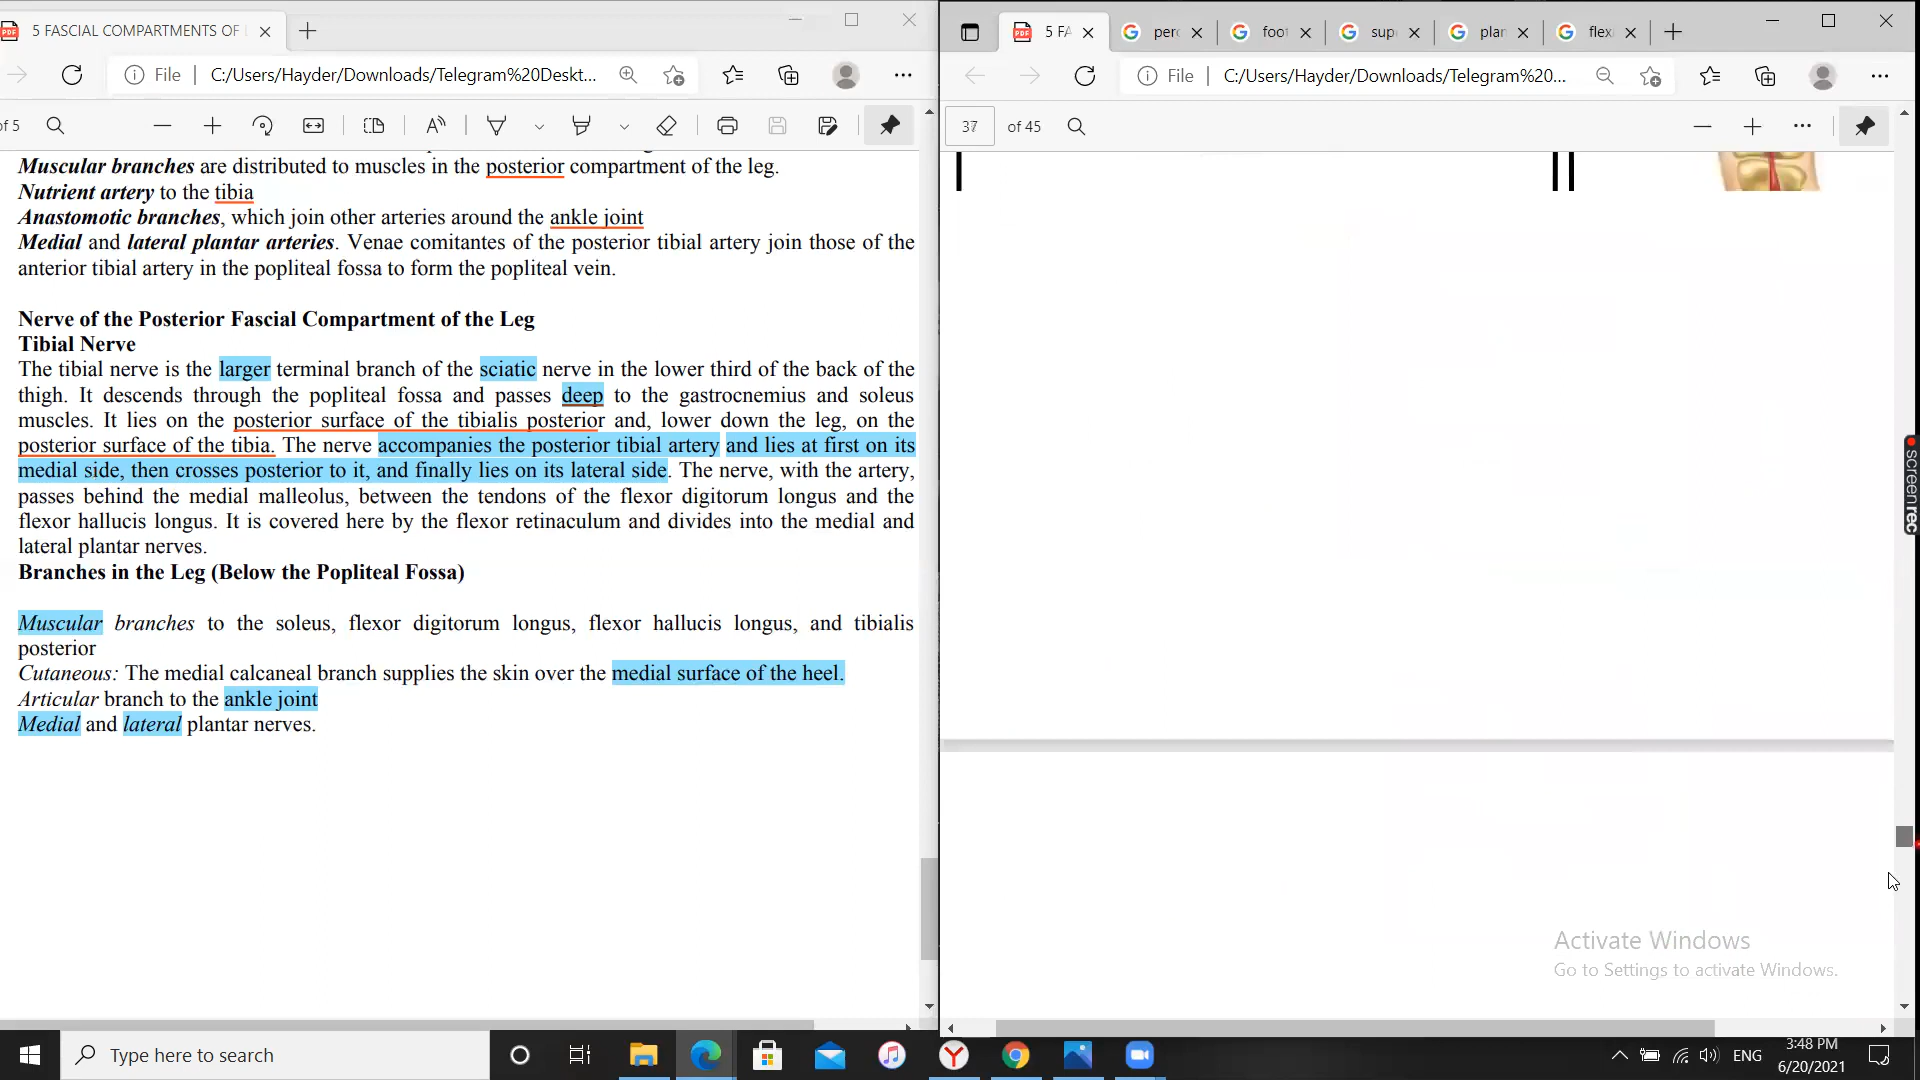 5 FASCIAL COMPARTMENTS OF
File
C:/Users/Hayder/Downloads/Telegram%20Deskt...
of 5
Muscular branches are distributed to muscles in the posterior compartment of the leg.
Nutrient artery to the tibia
Anastomotic branches, which join other arteries around the ankle joint
Medial and lateral plantar arteries. Venae comitantes of the posterior tibial artery join those of the
anterior tibial artery in the popliteal fossa to form the popliteal vein.
Nerve of the Posterior Fascial Compartment of the Leg
Tibial Nerve
The tibial nerve is the larger terminal branch of the sciatic nerve in the lower third of the back of the
thigh. It descends through the popliteal fossa and passes deep to the gastrocnemius and soleus
muscles. It lies on the posterior surface of the tibialis posterior and, lower down the leg, on the
posterior surface of the tibia. The nerve accompanies the posterior tibial artery and lies at first on its
medial side, then crosses posterior to it, and finally lies on its lateral side. The nerve, with the artery,
passes behind the medial malleolus, between the tendons of the flexor digitorum longus and the
flexor hallucis longus. It is covered here by the flexor retinaculum and divides into the medial and
lateral plantar nerves.
Branches in the Leg (Below the Popliteal Fossa)
Muscular branches to the soleus, flexor digitorum longus, flexor hallucis longus, and tibialis
posterior
Cutaneous: The medial calcaneal branch supplies the skin over the medial surface of the heel.
Articular branch to the ankle joint
Medial and lateral plantar nerves.
5 FA
per
foot
sup
plar
flex
File
C:/Users/Hayder/Downloads/Telegram%20...
37 of 45
screenrec
Activate Windows
Go to Settings to activate Windows.
Type here to search
ENG
3:48 PM
6/20/2021